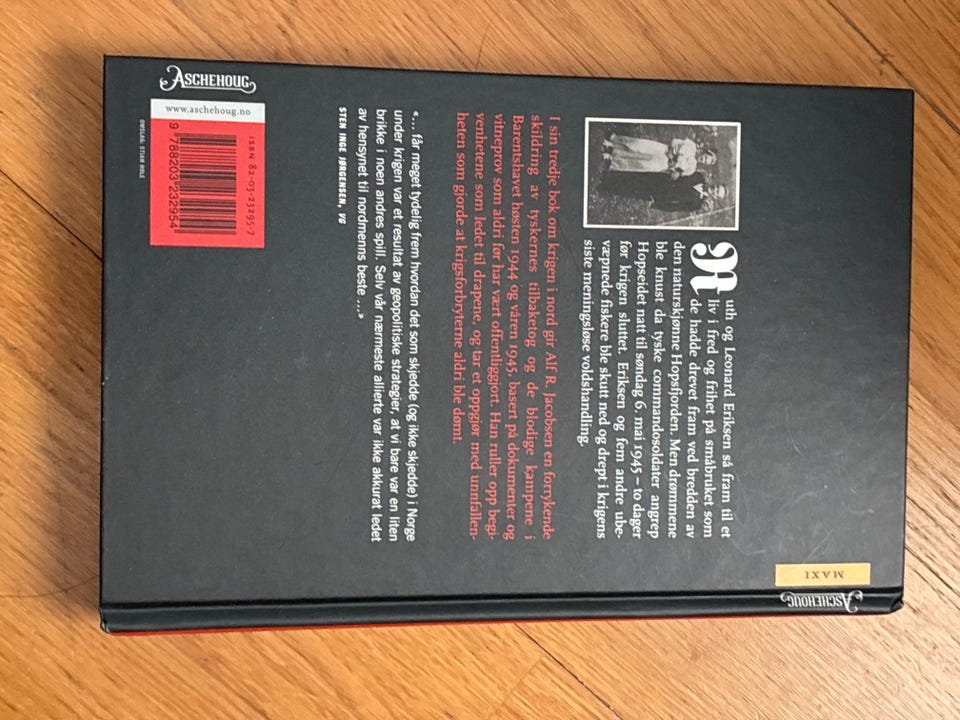 Ruth og Leonard Eriksen så fram til et
liv i fred og frihet på småbruket som
de hadde drevet fram ved bredden av
den naturskjønne Hopsfjorden. Men drømmene
ble knust da tyske commandosoldater angrep
Hopseidet natt til søndag 6. mai 1945 – to dager
før krigen sluttet. Eriksen og fem andre ube-
væpnede fiskere ble skutt ned og drept i krigens
siste meningsløse voldshandling.
I sin tredje bok om krigen i nord gir Alf R. Jacobsen en forrykende
skildring av tyskernes tilbaketog og de blodige kampene i
Barentshavet høsten 1944 og våren 1945, basert på dokumenter og
vitneprov som aldri før har vært offentliggjort. Han ruller opp begi-
venhetene som ledet til drapene, og tar et oppgjør med unnfallen-
heten som gjorde at krigsforbryterne aldri ble dømt.
«... får meget tydelig frem hvordan det som skjedde (og ikke skjedde) i Norge
under krigen var et resultat av geopolitiske strategier, at vi bare var en liten
brikke i noen andres spill. Selv vår nærmeste allierte var ikke akkurat ledet
av hensynet til nordmenns beste ...»
STEN INGE JØRGENSEN, VG
ASCHEHOUG
www.aschehoug.no
ISBN 82-03-23295-7
9 788203 232954
OMSLAG: STIAN HOLE
MAXI
ASCHEHOUG